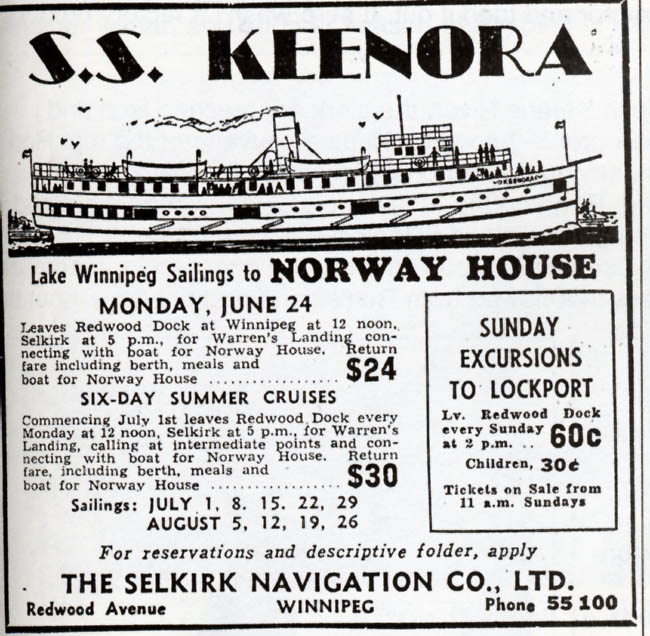 S.S. KEENORA
KEENORA
Lake Winnipeg Sailings to NORWAY HOUSE
MONDAY, JUNE 24
Leaves Redwood Dock at Winnipeg at 12 noon,
Selkirk at 5 p.m., for Warren's Landing con-
necting with boat for Norway House. Return
fare including berth, meals and
boat for Norway House .................. $24
SIX-DAY SUMMER CRUISES
Commencing July 1st leaves Redwood Dock every
Monday at 12 noon, Selkirk at 5 p.m., for Warren's
Landing, calling at intermediate points and con-
necting with boat for Norway House. Return
fare, including berth, meals and
boat for Norway House .................. $30
Sailings: JULY 1, 8. 15. 22, 29
AUGUST 5, 12, 19, 26
SUNDAY
EXCURSIONS
TO LOCKPORT
Lv. Redwood Dock
every Sunday
at 2 p.m. . . 60c
Children, 30¢
Tickets on Sale from
11 a.m. Sundays
For reservations and descriptive folder, apply
THE SELKIRK NAVIGATION CO., LTD.
Redwood Avenue WINNIPEG Phone 55 100